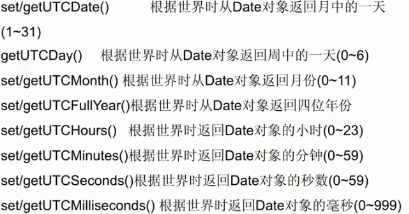 set/getUTCDate() 根据世界时从Date对象返回月中的一天
(1~31)
getUTCDay() 根据世界时从Date对象返回周中的一天(0~6)
set/getUTCMonth() 根据世界时从Date对象返回月份(0~11)
set/getUTCFullYear()根据世界时从Date对象返回四位年份
set/getUTCHours() 根据世界时返回Date对象的小时(0~23)
set/getUTCMinutes()根据世界时返回Date对象的分钟(0~59)
set/getUTCSeconds()根据世界时返回Date对象的秒数(0~59)
set/getUTCMilliseconds() 根据世界时返回Date对象的毫秒(0~999)